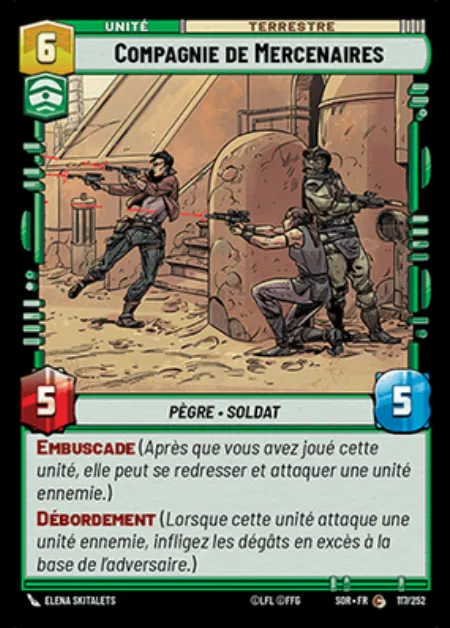 UNITÉ
TERRESTRE
6
COMPAGNIE DE MERCENAIRES
5
PÈGRE • SOLDAT
5
EMBUSCADE (Après que vous avez joué cette
unité, elle peut se redresser et attaquer une unité
ennemie.)
DÉBORDEMENT (Lorsque cette unité attaque une
unité ennemie, infligez les dégâts en excès à la
base de l'adversaire.)
ELENA SKITALETS
©LFL ©FFG
SOR • FR
C
117/252